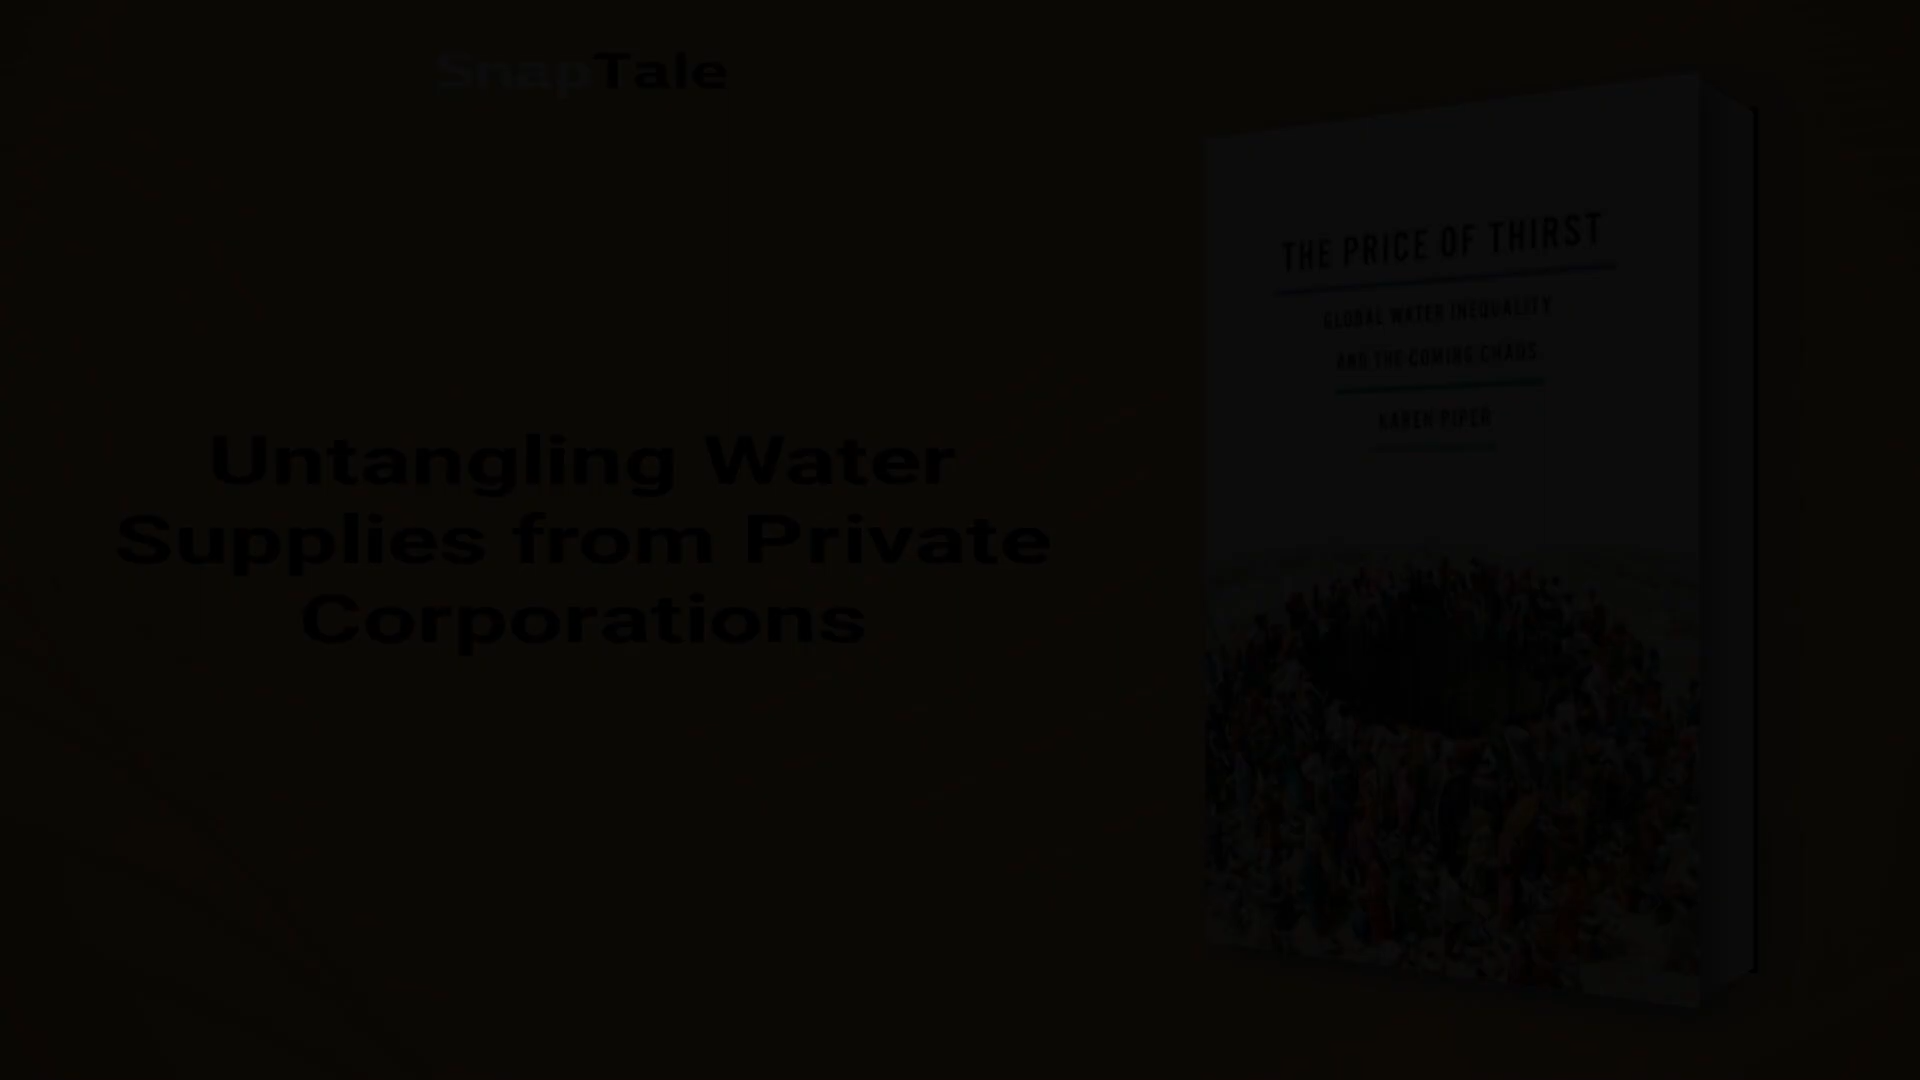 SnapTale
Untangling Water
Supplies from Private
Corporations
THE PRICE OF THIRST
GLOBAL WATER INEQUALITY
AND THE COMING CHAOS
KAREN PIPER